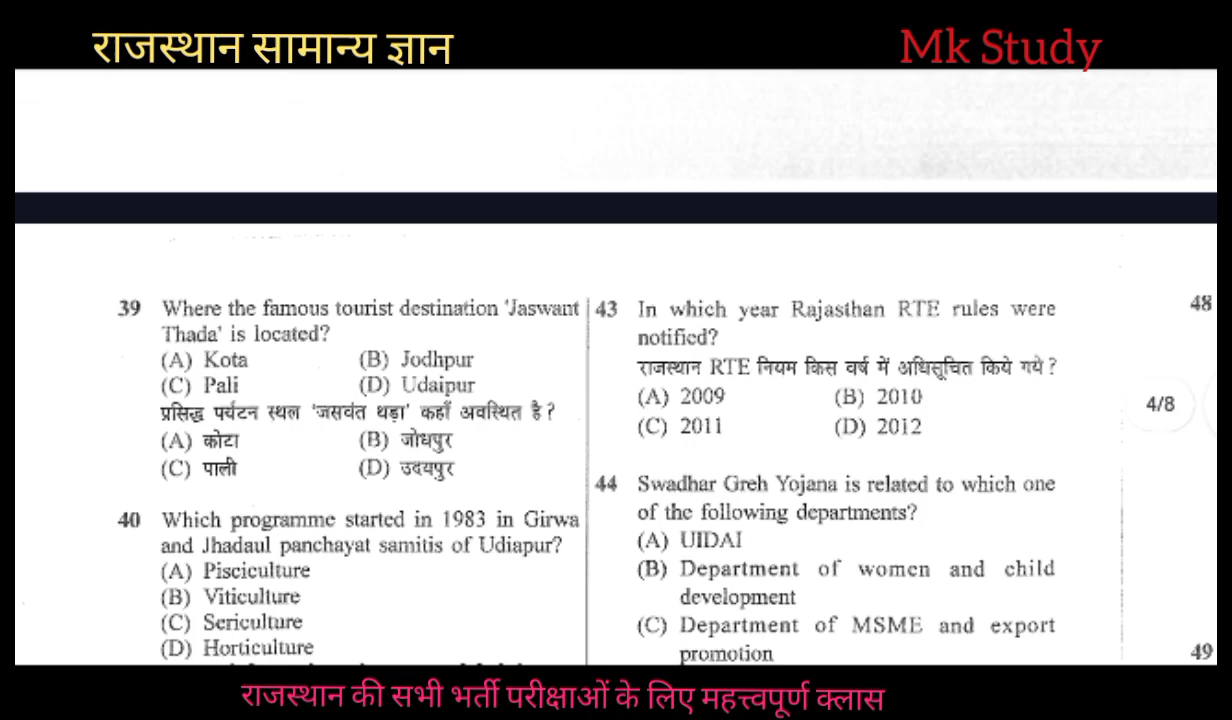 राजस्थान सामान्य ज्ञान
Mk Study
39 Where the famous tourist destination 'Jaswant
Thada' is located?
(A) Kota (B) Jodhpur
(C) Pali (D) Udaipur
प्रसिद्ध पर्यटन स्थल 'जसवंत थड़ा' कहाँ अवस्थित है ?
(A) कोटा (B) जोधपुर
(C) पाली (D) उदयपुर
40 Which programme started in 1983 in Girwa
and Jhadaul panchayat samitis of Udiapur?
(A) Pisciculture
(B) Viticulture
(C) Sericulture
(D) Horticulture
43 In which year Rajasthan RTE rules were
notified?
राजस्थान RTE नियम किस वर्ष में अधिसूचित किये गये ?
(A) 2009 (B) 2010
(C) 2011 (D) 2012
44 Swadhar Greh Yojana is related to which one
of the following departments?
(A) UIDAI
(B) Department of women and child
development
(C) Department of MSME and export
promotion
48
4/8
49
राजस्थान की सभी भर्ती परीक्षाओं के लिए महत्त्वपूर्ण क्लास